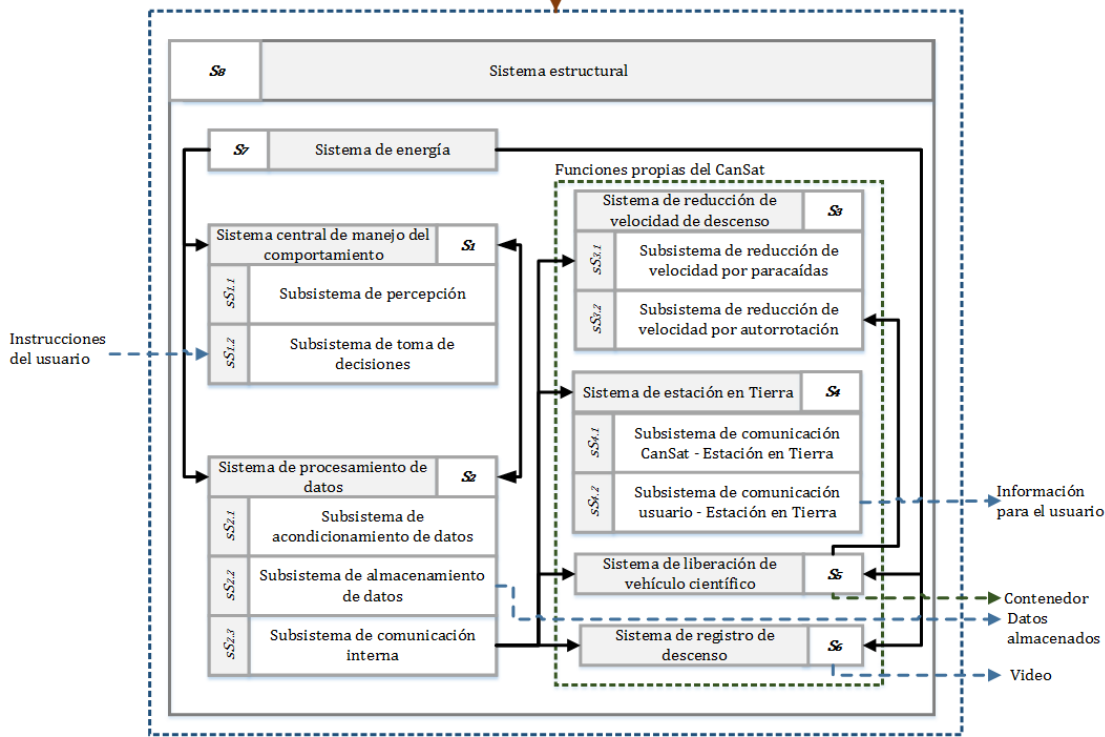 S8
Sistema estructural
S7
Sistema de energía
Funciones propias del CanSat
Sistema central de manejo del
comportamiento
S1
sS1.1
Subsistema de percepción
sS1.2
Subsistema de toma de
decisiones
Instrucciones
del usuario
Sistema de procesamiento de
datos
S2
sS2.1
Subsistema de
acondicionamiento de datos
sS2.2
Subsistema de almacenamiento
de datos
sS2.3
Subsistema de comunicación
interna
Sistema de reducción de
velocidad de descenso
S3
sS3.1
Subsistema de reducción de
velocidad por paracaídas
sS3.2
Subsistema de reducción de
velocidad por autorrotación
Sistema de estación en Tierra
S4
sS4.1
Subsistema de comunicación
CanSat - Estación en Tierra
sS4.2
Subsistema de comunicación
usuario - Estación en Tierra
Información
para el usuario
Sistema de liberación de
vehículo científico
S5
Contenedor
Datos
almacenados
Sistema de registro de
descenso
S6
Video